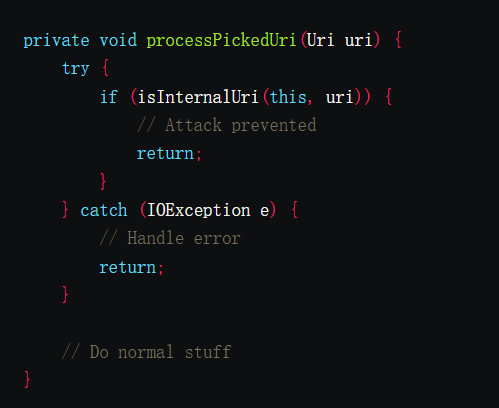 private void processPickedUri(Uri uri) {
    try {
        if (isInternalUri(this, uri)) {
            // Attack prevented
            return;
        }
    } catch (IOException e) {
        // Handle error
        return;
    }

    // Do normal stuff
}